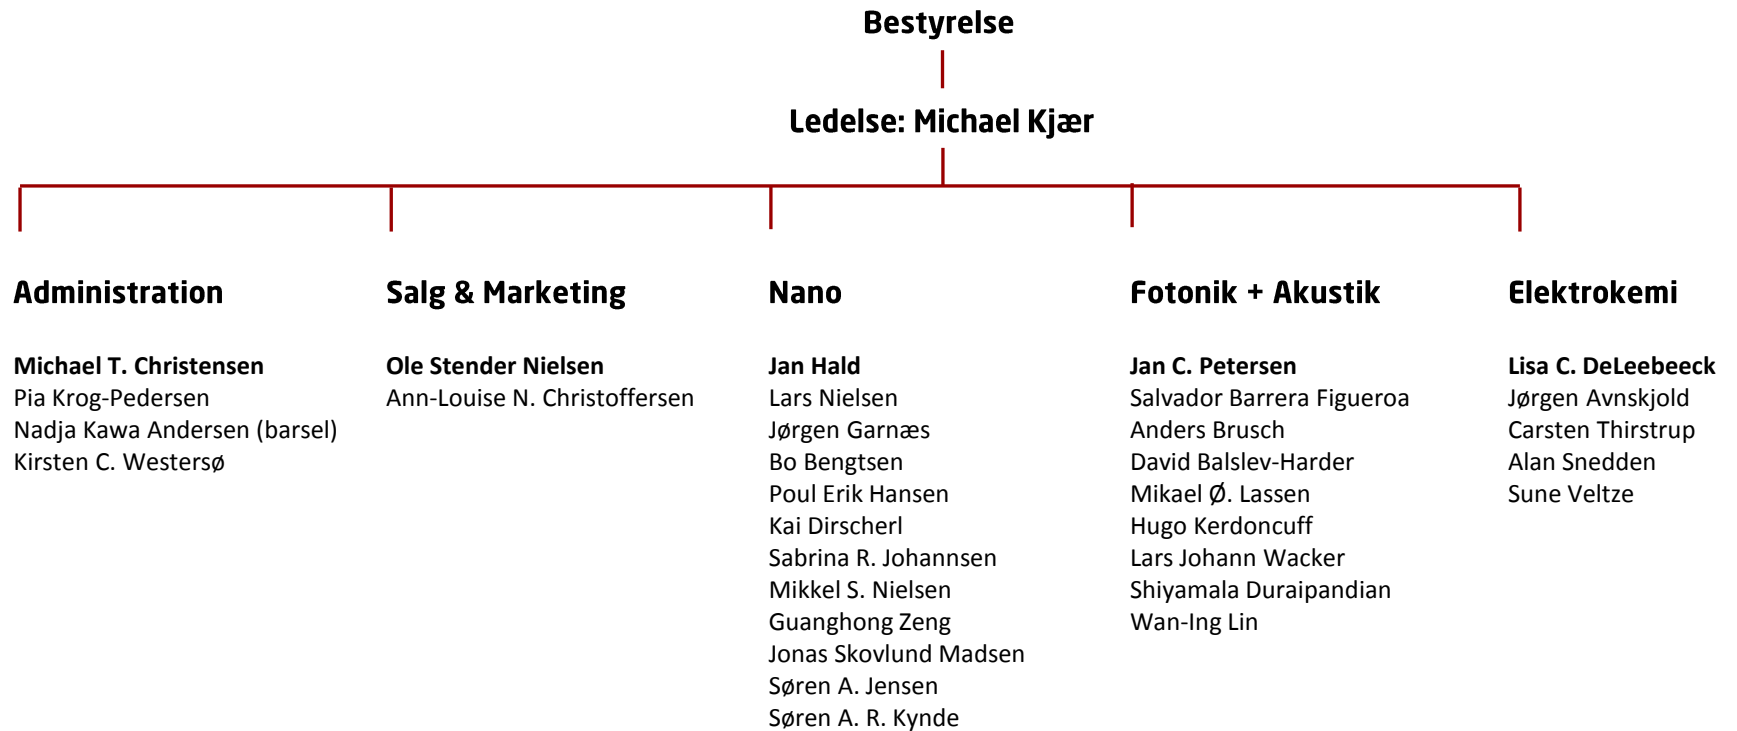 Bestyrelse
Ledelse: Michael Kjær
Administration
Michael T. Christensen
Pia Krog-Pedersen
Nadja Kawa Andersen (barsel)
Kirsten C. Westersø
Salg & Marketing
Ole Stender Nielsen
Ann-Louise N. Christoffersen
Nano
Jan Hald
Lars Nielsen
Jørgen Garnæs
Bo Bengtsen
Poul Erik Hansen
Kai Dirscherl
Sabrina R. Johannsen
Mikkel S. Nielsen
Guanghong Zeng
Jonas Skovlund Madsen
Søren A. Jensen
Søren A. R. Kynde
Fotonik + Akustik
Jan C. Petersen
Salvador Barrera Figueroa
Anders Brusch
David Balslev-Harder
Mikael Ø. Lassen
Hugo Kerdoncuff
Lars Johann Wacker
Shiyamala Duraipandian
Wan-Ing Lin
Elektrokemi
Lisa C. DeLeebeeck
Jørgen Avnskjold
Carsten Thirstrup
Alan Snedden
Sune Veltze